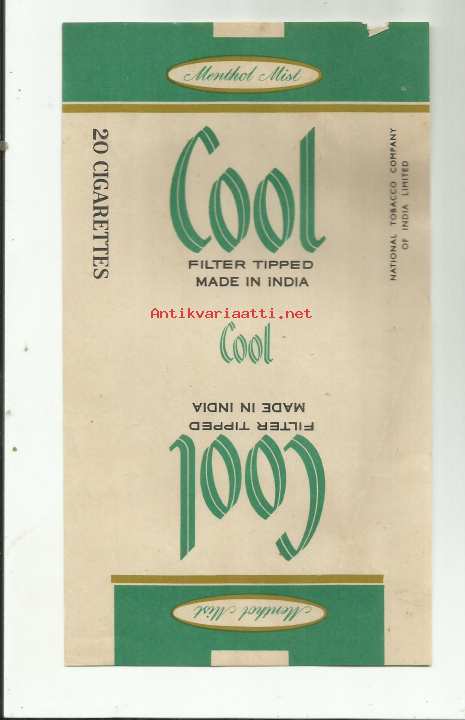 Menthol Mist
Cool
FILTER TIPPED
MADE IN INDIA
20 CIGARETTES
NATIONAL TOBACCO COMPANY
OF INDIA LIMITED
Antikvariaatti.net
Cool
MADE IN INDIA
FILTER TIPPED
Cool
Menthol Mist